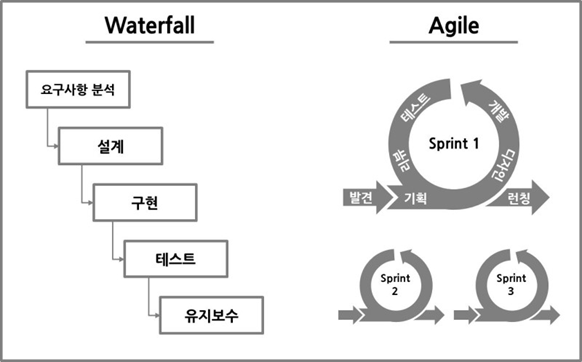 Waterfall
요구사항 분석
설계
구현
테스트
유지보수
Agile
발견
기획
디자인
개발
테스트
리뷰
런칭
Sprint 1
Sprint
2
Sprint
3